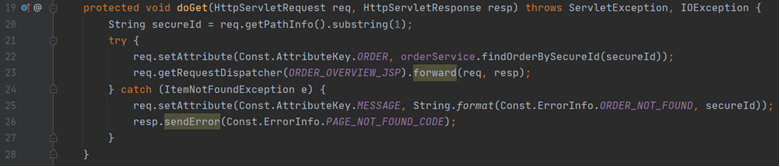 19 @ protected void doGet(HttpServletRequest req, HttpServletResponse resp) throws ServletException, IOException {
20 String secureId = req.getPathInfo().substring(1);
21 try {
22 req.setAttribute(Const.AttributeKey.ORDER, orderService.findOrderBySecureId(secureId));
23 req.getRequestDispatcher(ORDER_OVERVIEW_JSP).forward(req, resp);
24 } catch (ItemNotFoundException e) {
25 req.setAttribute(Const.AttributeKey.MESSAGE, String.format(Const.ErrorInfo.ORDER_NOT_FOUND, secureId));
26 resp.sendError(Const.ErrorInfo.PAGE_NOT_FOUND_CODE);
27 }
28 }